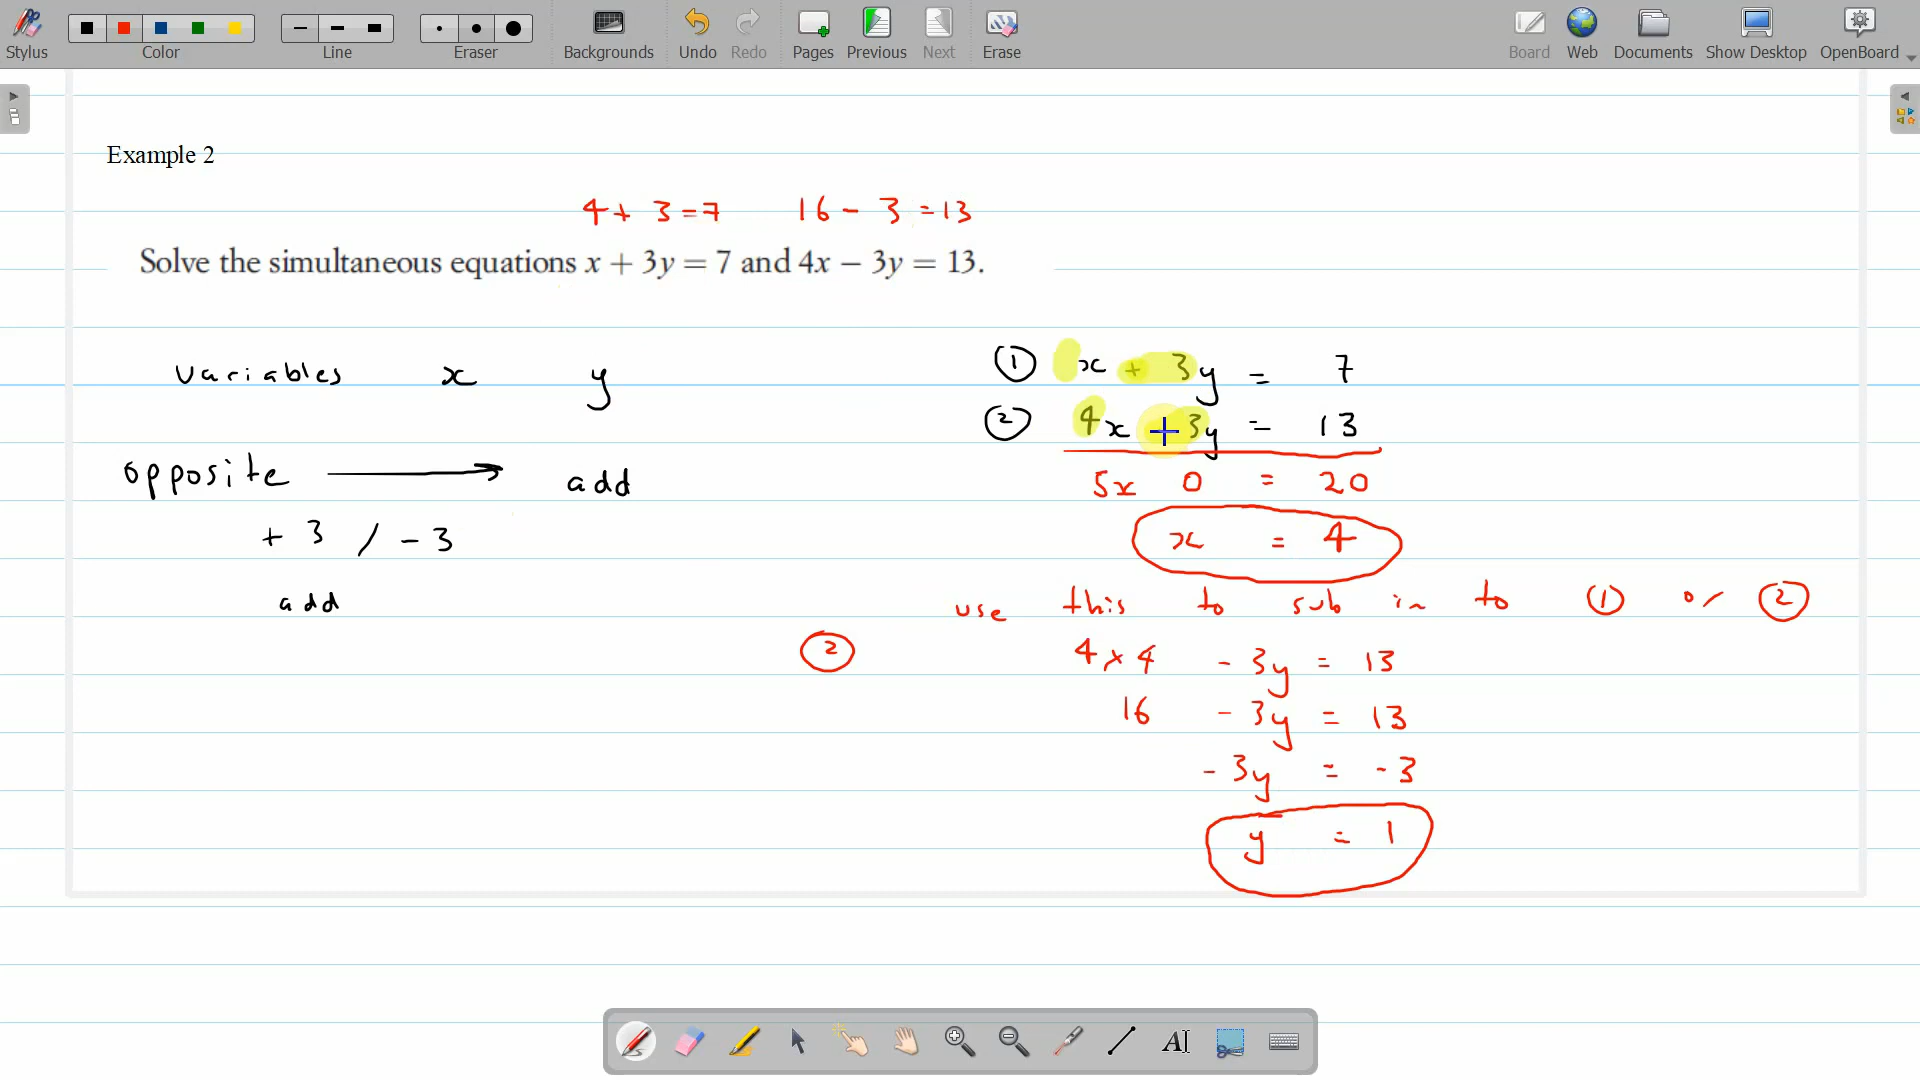 Stylus Color Line Eraser Backgrounds Undo Redo Pages Previous Next Erase Board Web Documents Show Desktop OpenBoard
Example 2
4 + 3 = 7 16 - 3 = 13
Solve the simultaneous equations x + 3y = 7 and 4x − 3y = 13.
variables x y
① x + 3y = 7
② 4x + 3y = 13
opposite → add
5x 0 = 20
+ 3 / - 3
x = 4
add
use this to sub in to ① or ②
② 4 × 4 - 3y = 13
16 - 3y = 13
- 3y = - 3
y = 1